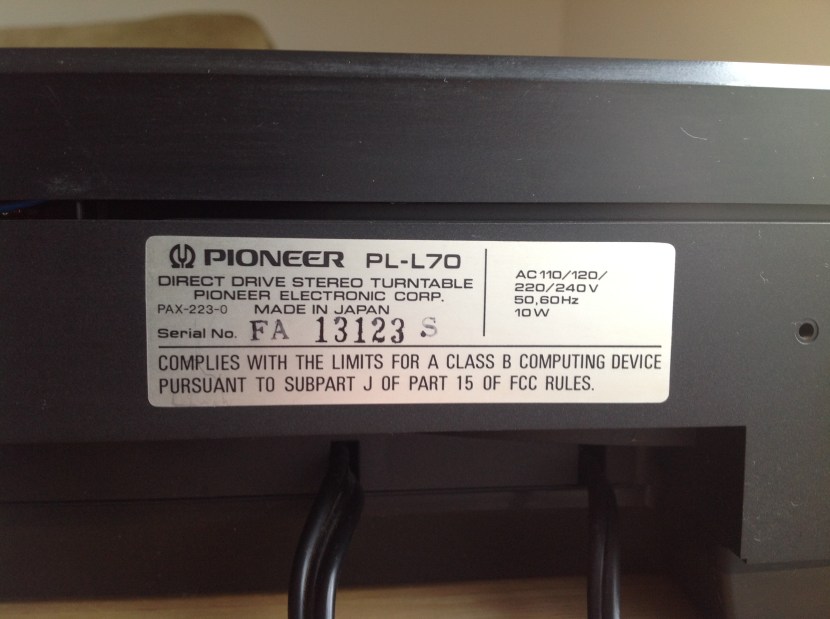 PIONEER PL-L70
DIRECT DRIVE STEREO TURNTABLE
PIONEER ELECTRONIC CORP.
PAX-223-0 MADE IN JAPAN
Serial No. FA 13123 S
AC 110/120/
220/240V
50,60Hz
10W
COMPLIES WITH THE LIMITS FOR A CLASS B COMPUTING DEVICE
PURSUANT TO SUBPART J OF PART 15 OF FCC RULES.